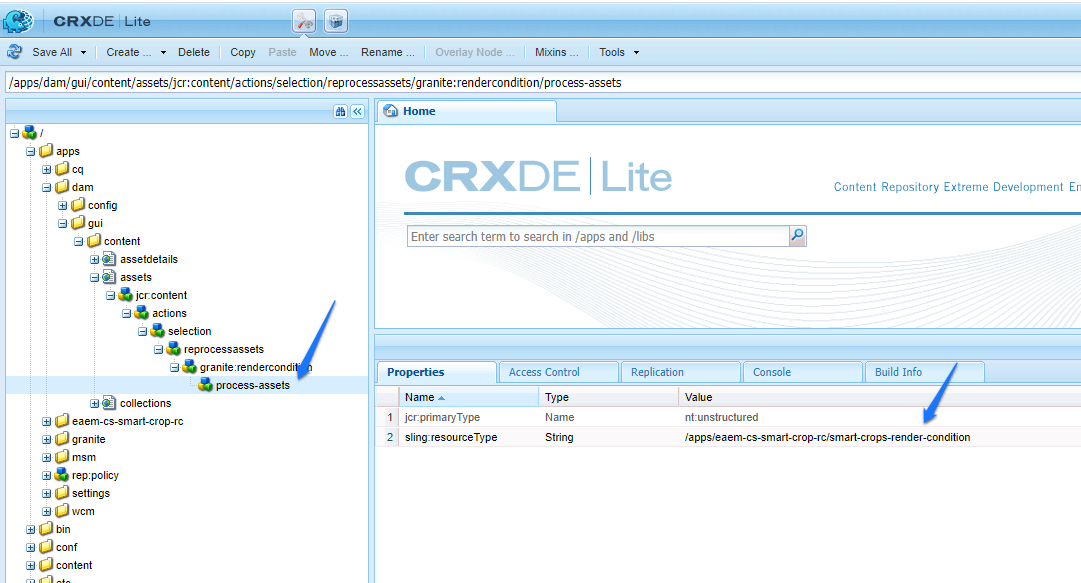 CRXDE | Lite
Save All Create ... Delete Copy Paste Move ... Rename ... Overlay Node ... Mixins ... Tools
/apps/dam/gui/content/assets/jcr:content/actions/selection/reprocessassets/granite:rendercondition/process-assets
/
apps
cq
dam
config
gui
content
assetdetails
assets
jcr:content
actions
selection
reprocessassets
granite:rendercondition
process-assets
collections
eaem-cs-smart-crop-rc
granite
msm
rep:policy
settings
wcm
bin
conf
content
etc
Home
CRXDE | Lite
Content Repository Extreme Development En
Enter search term to search in /apps and /libs
Properties Access Control Replication Console Build Info
Name Type Value
1 jcr:primaryType Name nt:unstructured
2 sling:resourceType String /apps/eaem-cs-smart-crop-rc/smart-crops-render-condition